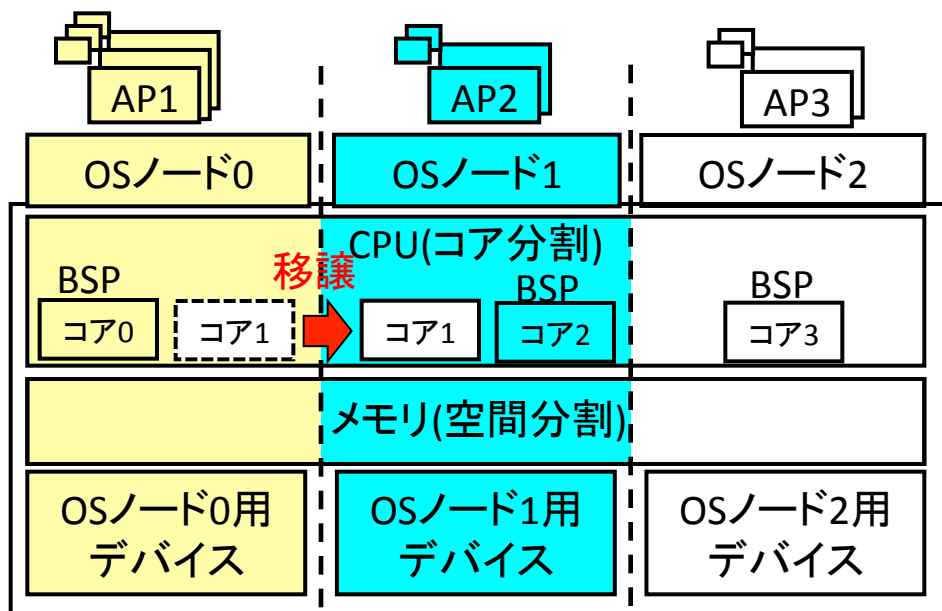 AP1
AP2
AP3
OSノード0
OSノード1
OSノード2
CPU(コア分割)
移譲
BSP
BSP
BSP
コア0
コア1
コア1
コア2
コア3
メモリ(空間分割)
OSノード0用
デバイス
OSノード1用
デバイス
OSノード2用
デバイス